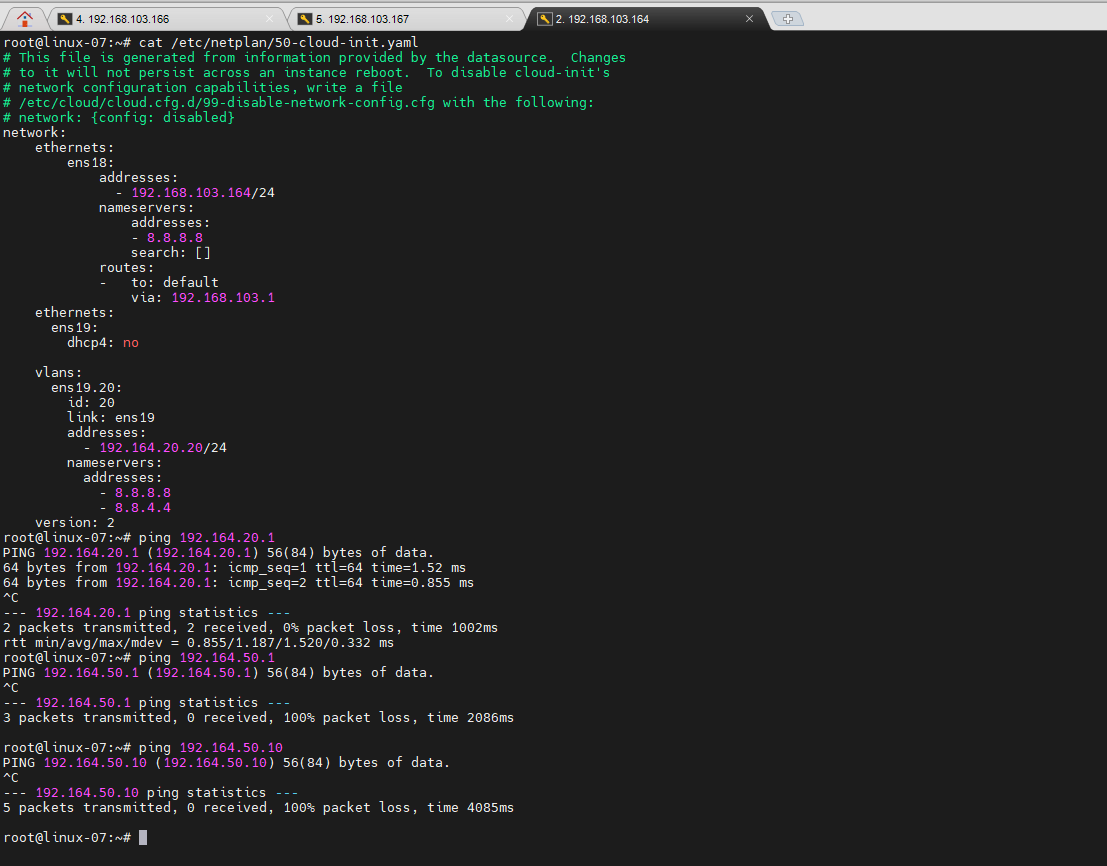 4. 192.168.103.166
5. 192.168.103.167
2. 192.168.103.164
root@linux-07:~# cat /etc/netplan/50-cloud-init.yaml
# This file is generated from information provided by the datasource.  Changes
# to it will not persist across an instance reboot.  To disable cloud-init's
# network configuration capabilities, write a file
# /etc/cloud/cloud.cfg.d/99-disable-network-config.cfg with the following:
# network: {config: disabled}
network:
    ethernets:
        ens18:
            addresses:
              - 192.168.103.164/24
            nameservers:
                addresses:
                - 8.8.8.8
                search: []
            routes:
            -   to: default
                via: 192.168.103.1
    ethernets:
      ens19:
        dhcp4: no
    vlans:
      ens19.20:
        id: 20
        link: ens19
        addresses:
          - 192.164.20.20/24
        nameservers:
          addresses:
            - 8.8.8.8
            - 8.8.4.4
    version: 2
root@linux-07:~# ping 192.164.20.1
PING 192.164.20.1 (192.164.20.1) 56(84) bytes of data.
64 bytes from 192.164.20.1: icmp_seq=1 ttl=64 time=1.52 ms
64 bytes from 192.164.20.1: icmp_seq=2 ttl=64 time=0.855 ms
^C
--- 192.164.20.1 ping statistics ---
2 packets transmitted, 2 received, 0% packet loss, time 1002ms
rtt min/avg/max/mdev = 0.855/1.187/1.520/0.332 ms
root@linux-07:~# ping 192.164.50.1
PING 192.164.50.1 (192.164.50.1) 56(84) bytes of data.
^C
--- 192.164.50.1 ping statistics ---
3 packets transmitted, 0 received, 100% packet loss, time 2086ms
root@linux-07:~# ping 192.164.50.10
PING 192.164.50.10 (192.164.50.10) 56(84) bytes of data.
^C
--- 192.164.50.10 ping statistics ---
5 packets transmitted, 0 received, 100% packet loss, time 4085ms
root@linux-07:~#